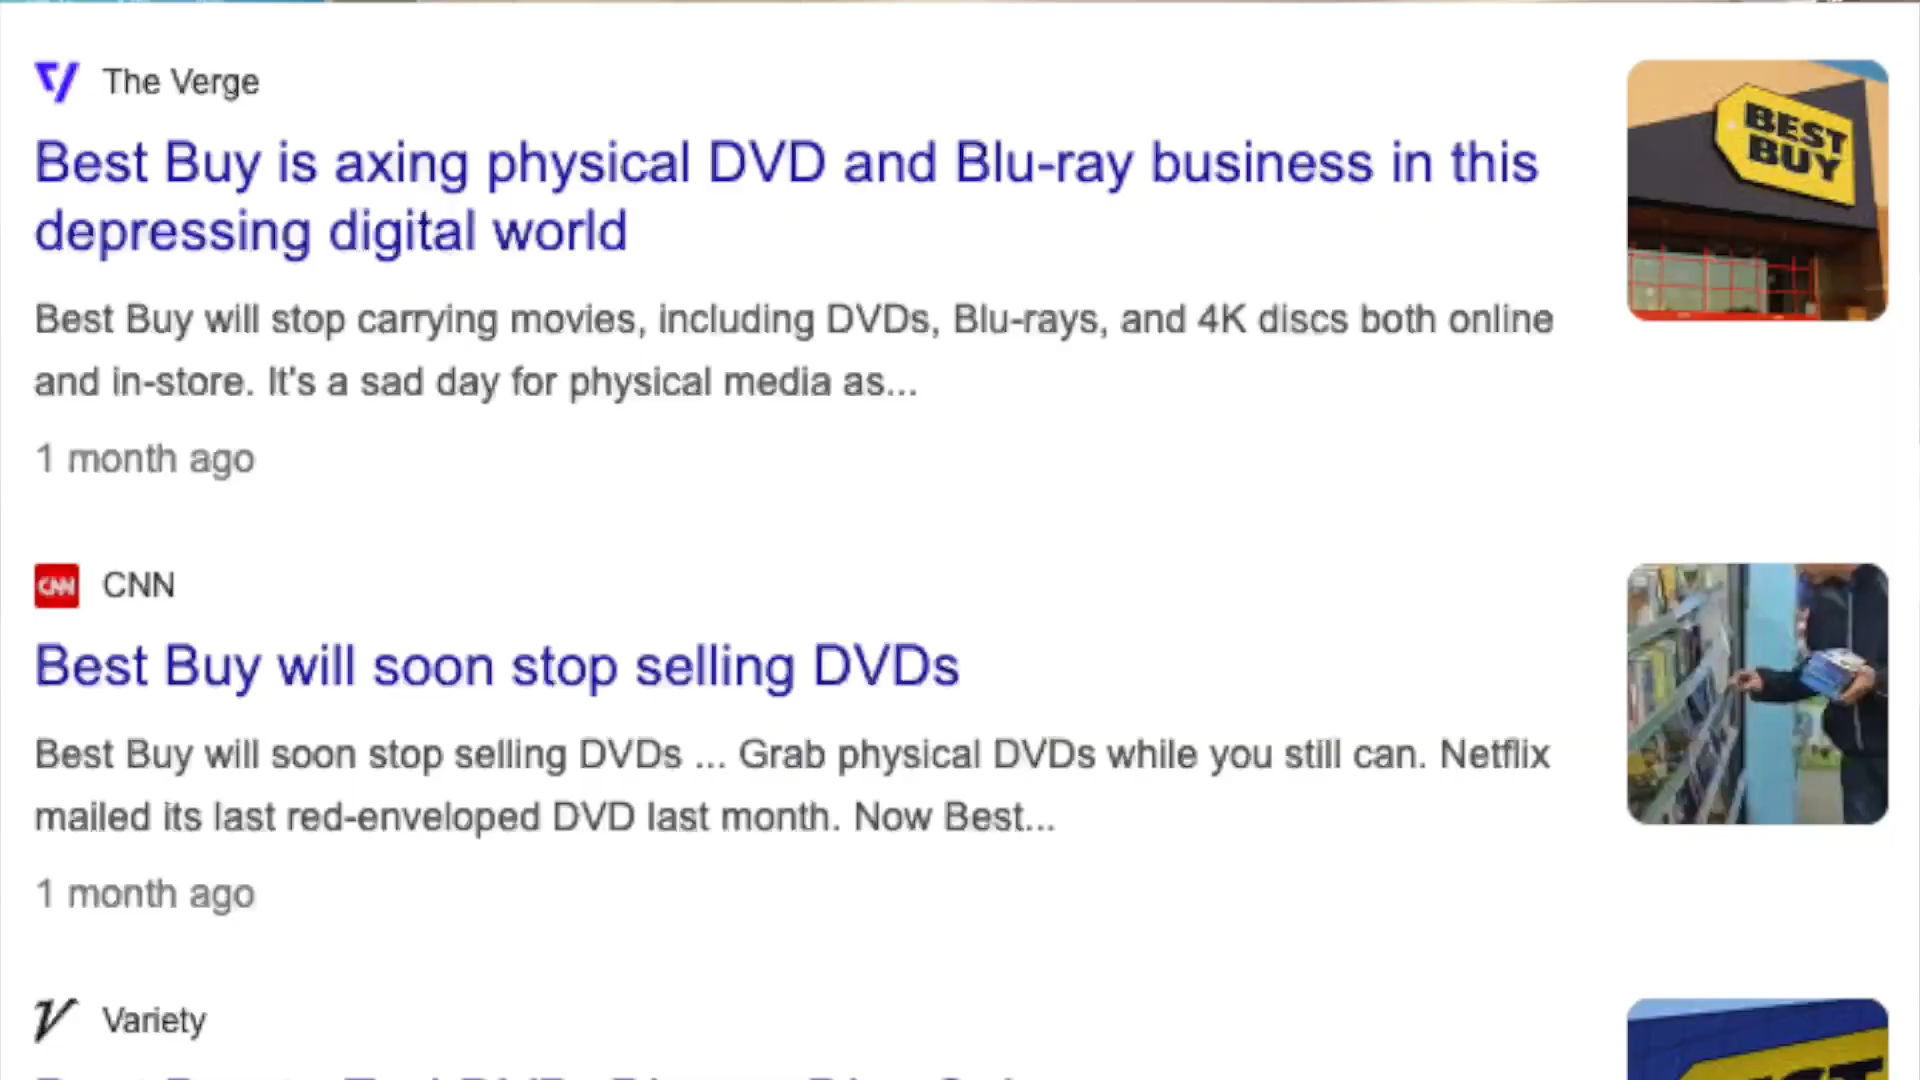 The Verge
Best Buy is axing physical DVD and Blu-ray business in this
depressing digital world
Best Buy will stop carrying movies, including DVDs, Blu-rays, and 4K discs both online
and in-store. It's a sad day for physical media as...
1 month ago
BEST
BUY
CNN CNN
Best Buy will soon stop selling DVDs
Best Buy will soon stop selling DVDs ... Grab physical DVDs while you still can. Netflix
mailed its last red-enveloped DVD last month. Now Best...
1 month ago
Variety